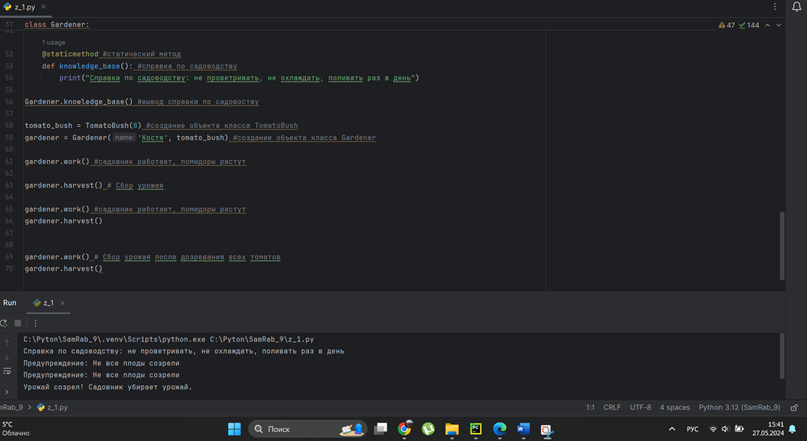 z_1.py
37 class Gardener:
47 144
51
1 usage
52 @staticmethod #статический метод
53 def knowledge_base(): #справка по садоводству
54 print("Справка по садоводству: не проветривать, не охлаждать, поливать раз в день")
55
56 Gardener.knowledge_base() #вывод справки по садовоству
57
58 tomato_bush = TomatoBush(8) #создание объекта класса TomatoBush
59 gardener = Gardener( name: 'Костя', tomato_bush) #создание объекта класса Gardener
60
61 gardener.work() #садовник работает, помидоры растут
62
63 gardener.harvest() # Сбор урожая
64
65 gardener.work() #садовник работает, помидоры растут
66 gardener.harvest()
67
68
69 gardener.work() # Сбор урожая после дозревания всех томатов
70 gardener.harvest()
Run z_1
C:\Pyton\SamRab_9\.venv\Scripts\python.exe C:\Pyton\SamRab_9\z_1.py
Справка по садоводству: не проветривать, не охлаждать, поливать раз в день
Предупреждение: Не все плоды созрели
Предупреждение: Не все плоды созрели
Урожай созрел! Садовник убирает урожай.
mRab_9 > z_1.py 1:1 CRLF UTF-8 4 spaces Python 3.12 (SamRab_9)
5°C
Облачно
Поиск
РУС
15:41
27.05.2024